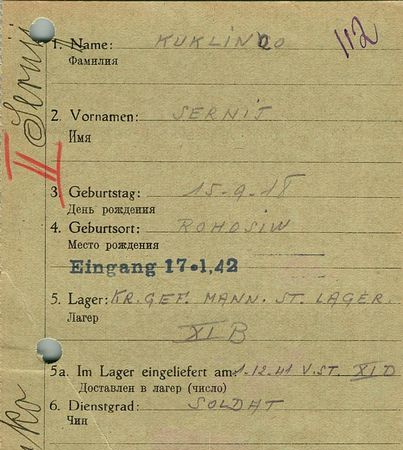 1. Name: KUKLINDO 112
Фамилия
2. Vornamen: SERNIJ
Имя
II
3. Geburtstag: 15-9-18
День рождения
4. Geburtsort: ROHOSIW
Место рождения
Eingang 17.1.42
5. Lager: KR. GEF. MANN. ST. LAGER.
Лагер
XI B
5a. Im Lager eingeliefert am: 1.12.41 V. ST. XI D
Доставлен в лагер (число)
6. Dienstgrad: SOLDAT
Чин